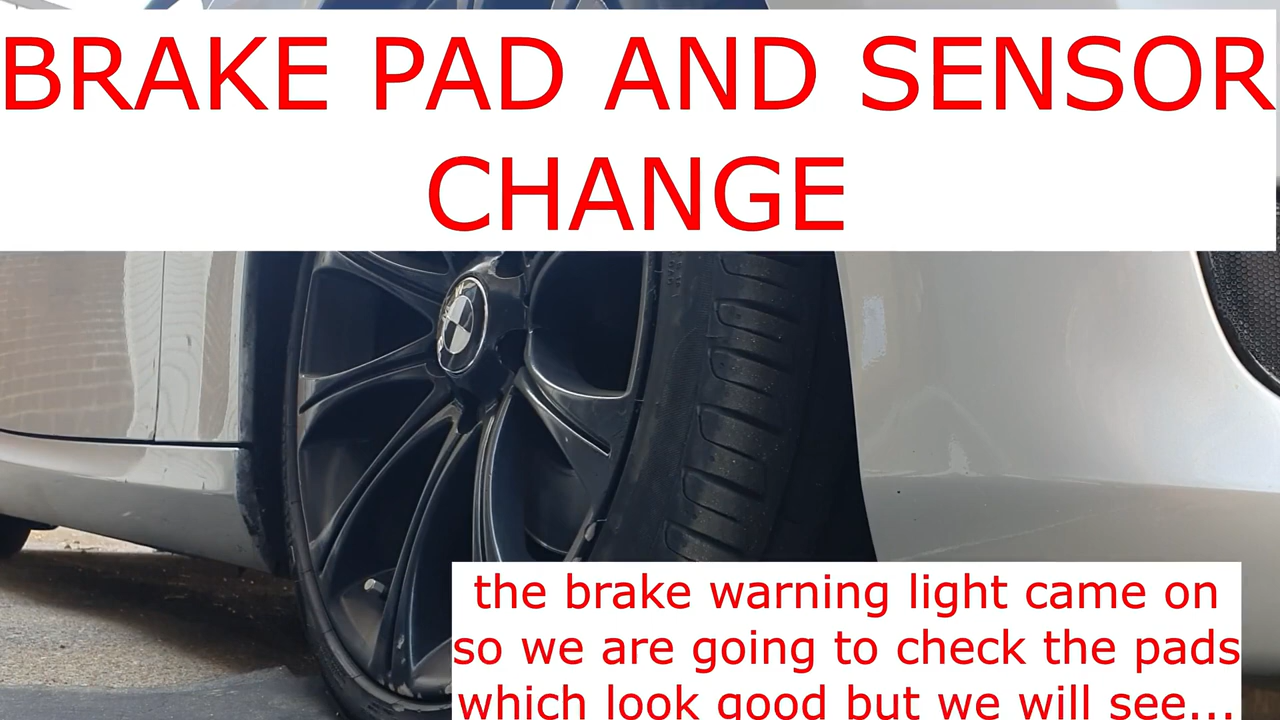 BRAKE PAD AND SENSOR
CHANGE
the brake warning light came on
so we are going to check the pads
which look good but we will see...